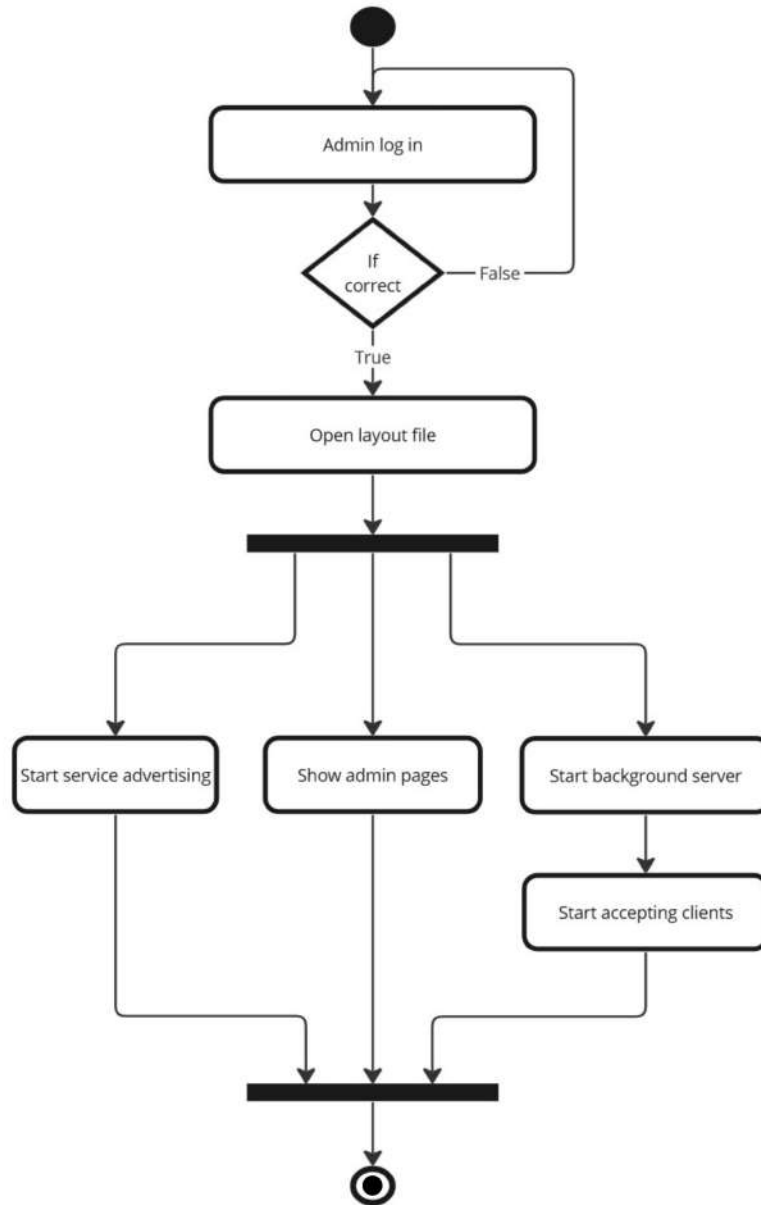 Admin log in
If
correct
False
True
Open layout file
Start service advertising
Show admin pages
Start background server
Start accepting clients